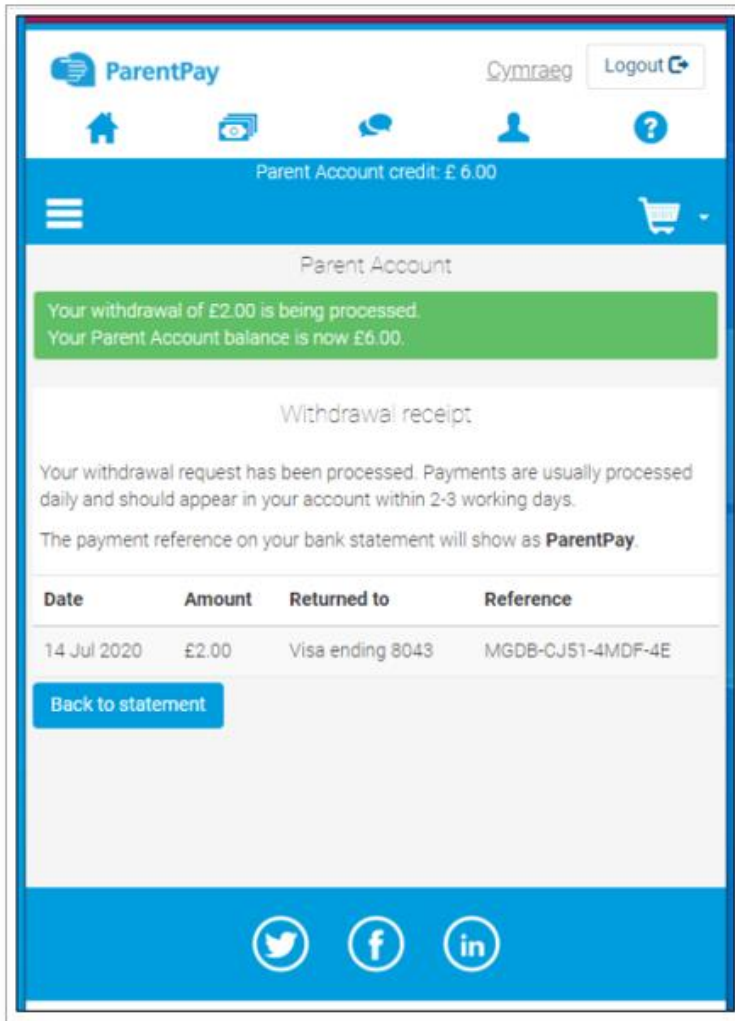 ParentPay
Cymraeg
Logout
Parent Account credit: £ 6.00
Parent Account
Your withdrawal of £2.00 is being processed.
Your Parent Account balance is now £6.00.
Withdrawal receipt
Your withdrawal request has been processed. Payments are usually processed
daily and should appear in your account within 2-3 working days.
The payment reference on your bank statement will show as ParentPay.
Date Amount Returned to Reference
14 Jul 2020 £2.00 Visa ending 8043 MGDB-CJ51-4MDF-4E
Back to statement